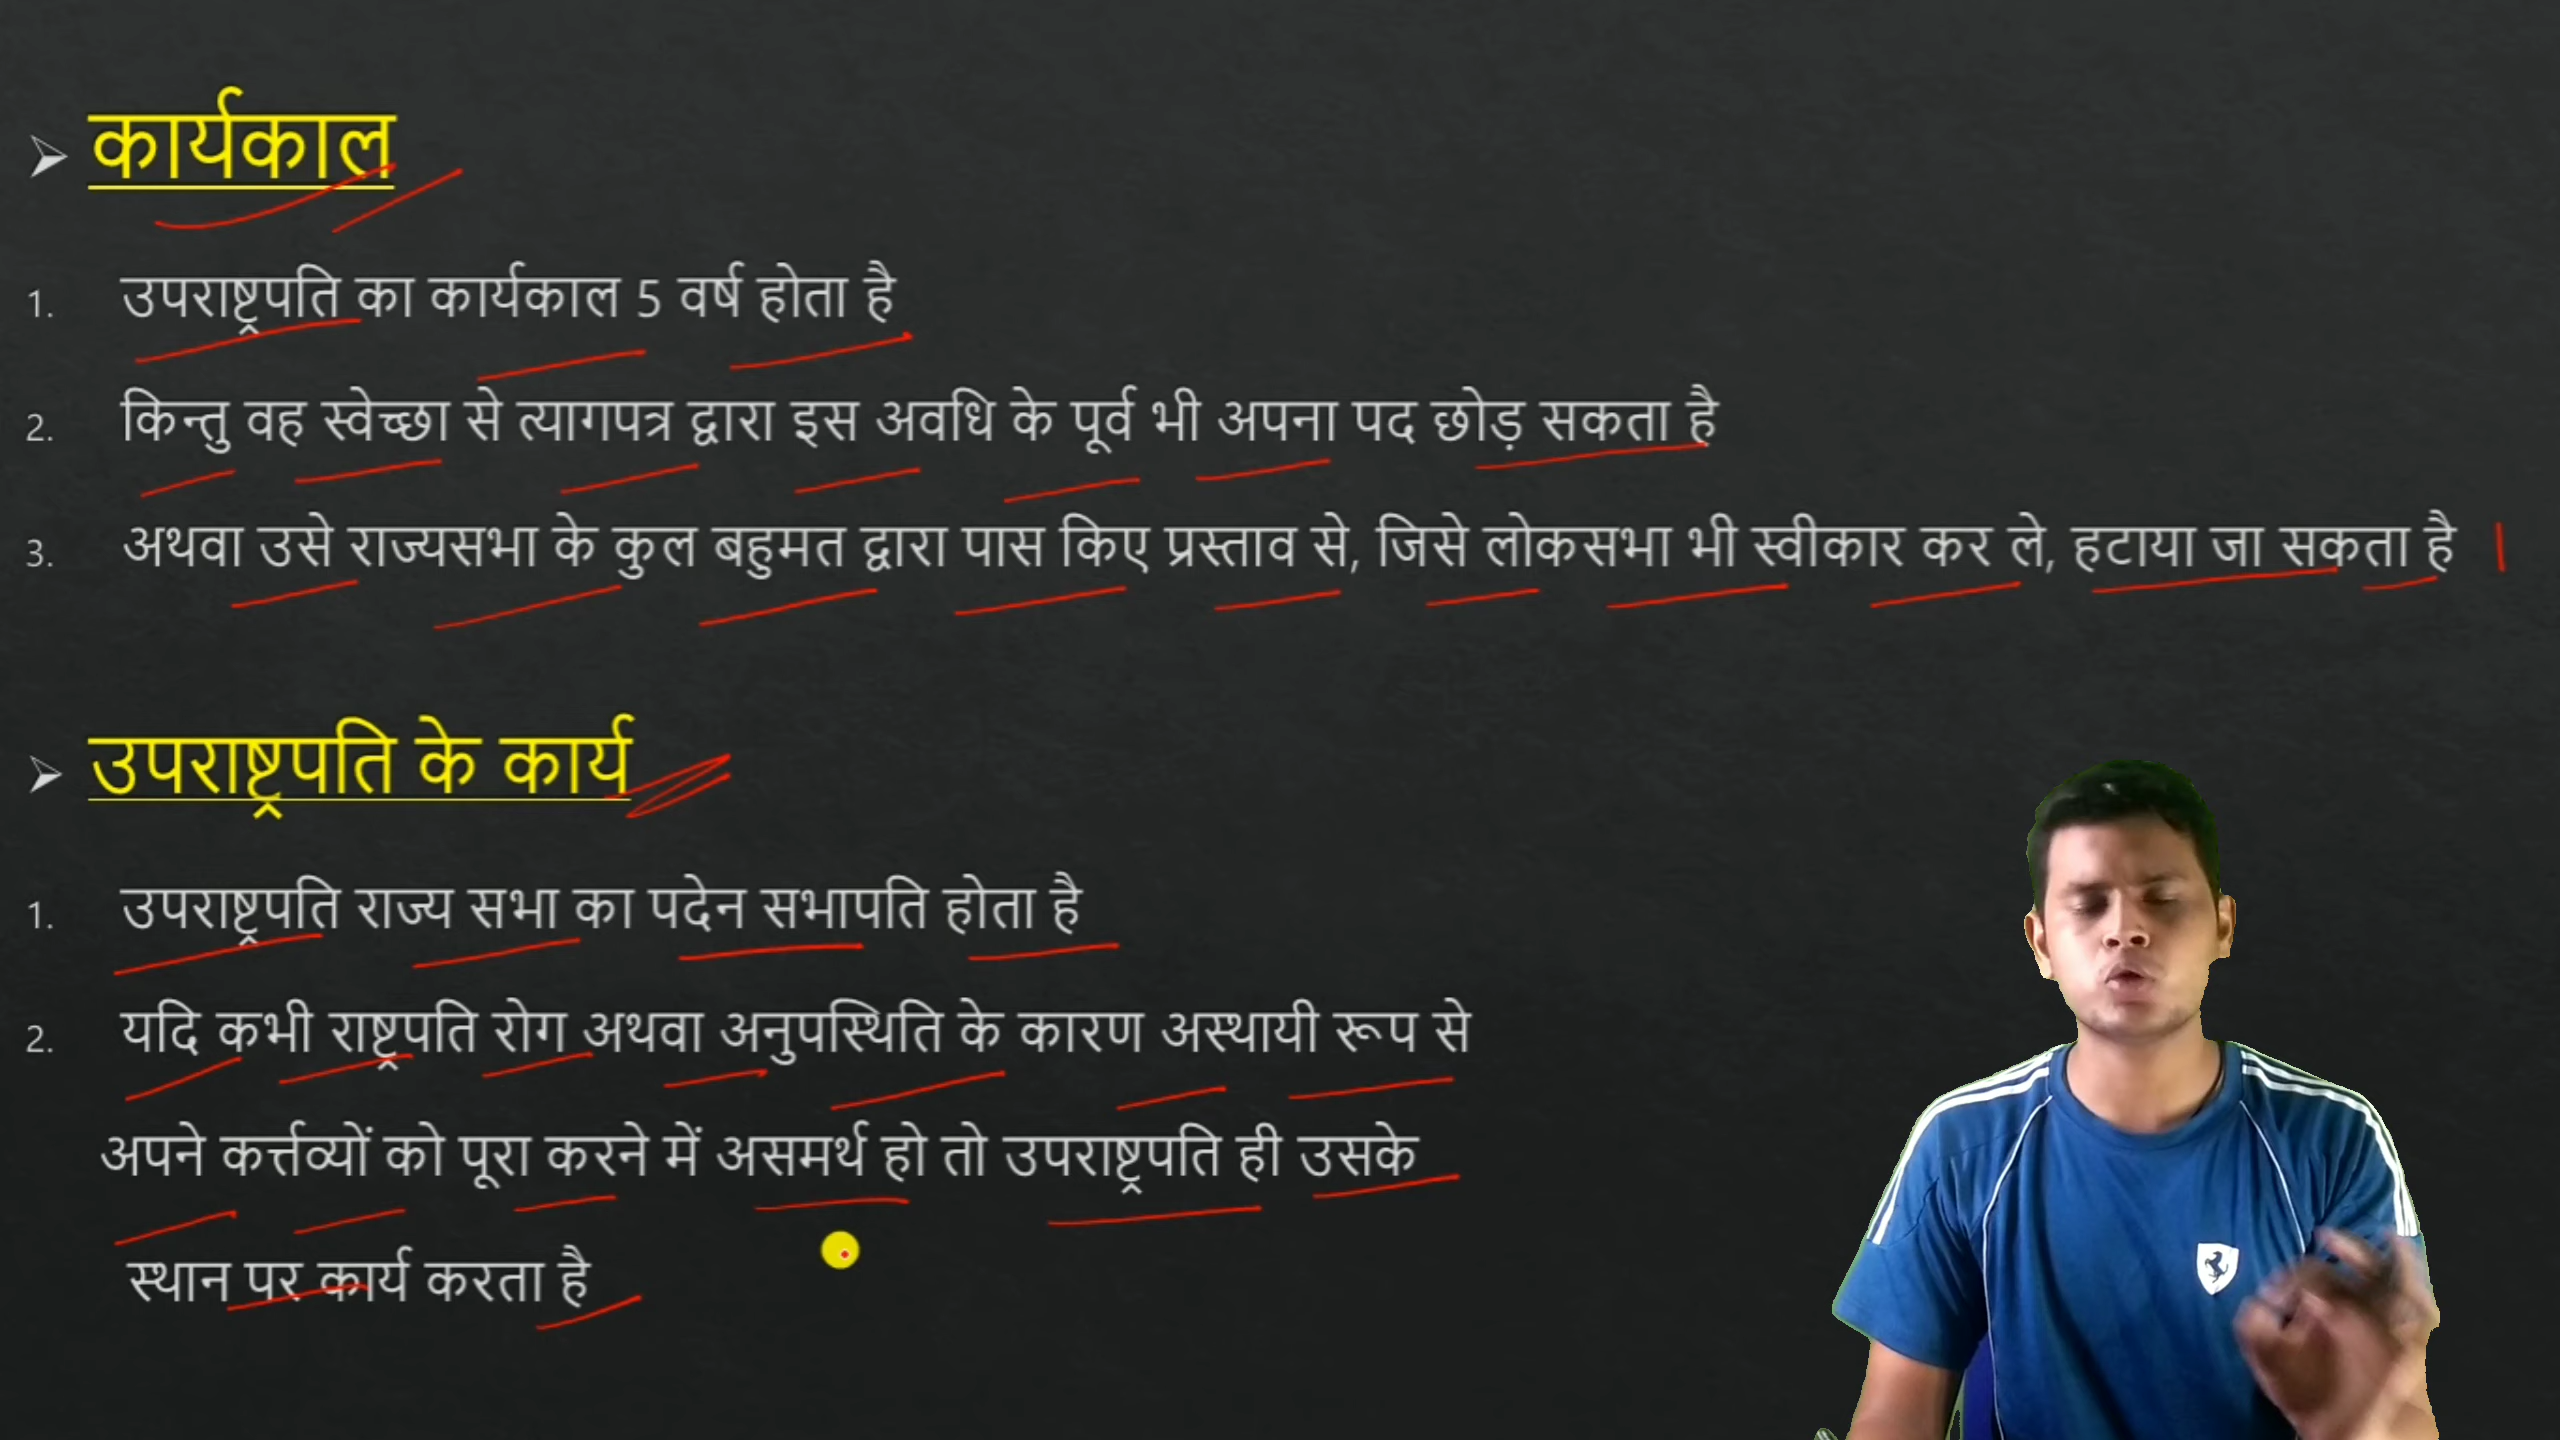 ➢ कार्यकाल
1. उपराष्ट्रपति का कार्यकाल 5 वर्ष होता है
2. किन्तु वह स्वेच्छा से त्यागपत्र द्वारा इस अवधि के पूर्व भी अपना पद छोड़ सकता है
3. अथवा उसे राज्यसभा के कुल बहुमत द्वारा पास किए प्रस्ताव से, जिसे लोकसभा भी स्वीकार कर ले, हटाया जा सकता है ।
➢ उपराष्ट्रपति के कार्य
1. उपराष्ट्रपति राज्य सभा का पदेन सभापति होता है
2. यदि कभी राष्ट्रपति रोग अथवा अनुपस्थिति के कारण अस्थायी रूप से
अपने कर्त्तव्यों को पूरा करने में असमर्थ हो तो उपराष्ट्रपति ही उसके
स्थान पर कार्य करता है